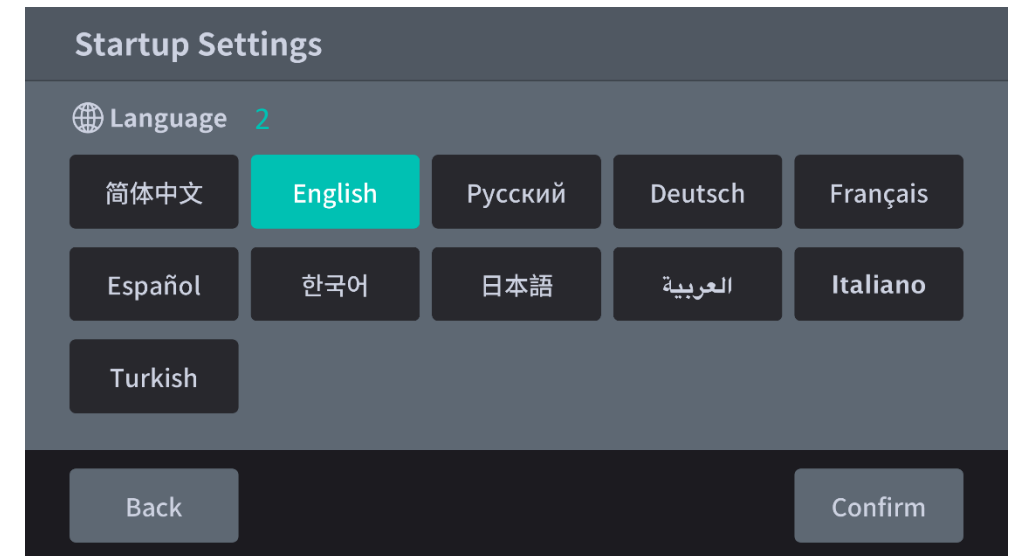 Startup Settings
Language 2
简体中文 English Русский Deutsch Français
Español 한국어 日本語 العربية Italiano
Turkish
Back Confirm